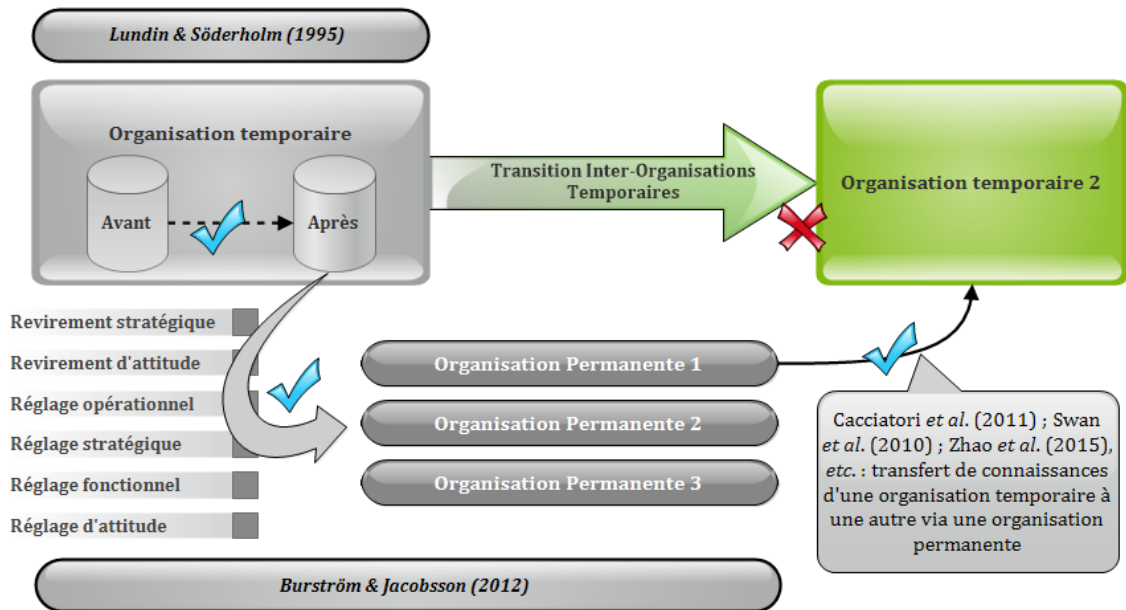 Lundin & Söderholm (1995)
Organisation temporaire
Avant
Après
Transition Inter-Organisations
Temporaires
Organisation temporaire 2
Revirement stratégique
Revirement d'attitude
Réglage opérationnel
Réglage stratégique
Réglage fonctionnel
Réglage d'attitude
Organisation Permanente 1
Organisation Permanente 2
Organisation Permanente 3
Cacciatori et al. (2011) ; Swan
et al. (2010) ; Zhao et al. (2015),
etc. : transfert de connaissances
d'une organisation temporaire à
une autre via une organisation
permanente
Burström & Jacobsson (2012)